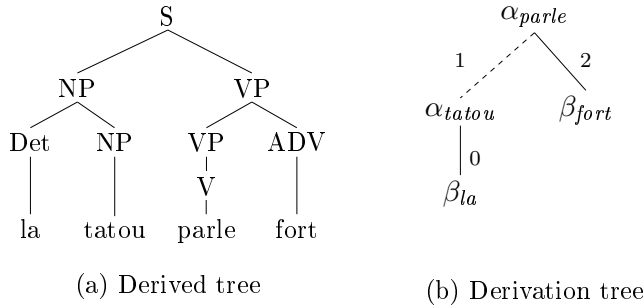 S
NP VP
Det NP VP ADV
V
la tatou parle fort
(a) Derived tree
α_parle
1 2
α_tatou β_fort
0
β_la
(b) Derivation tree